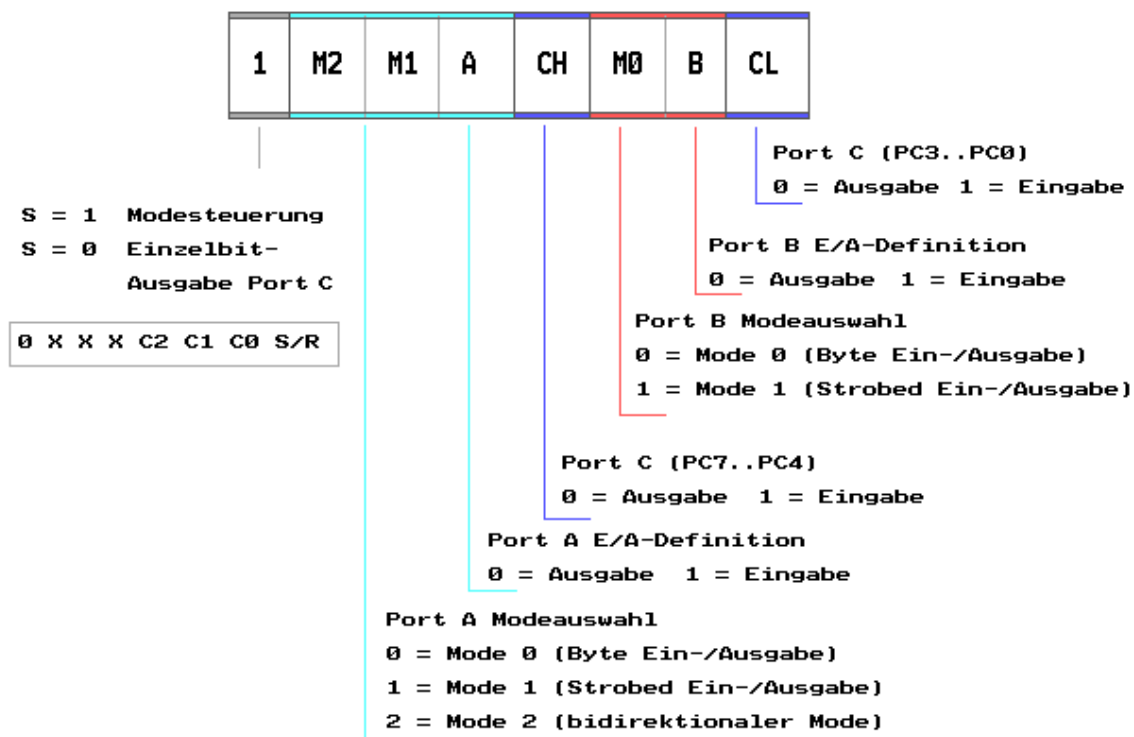 1 M2 M1 A CH M0 B CL
Port C (PC3..PC0)
0 = Ausgabe 1 = Eingabe
S = 1 Modesteuerung
S = 0 Einzelbit-
Ausgabe Port C
0 X X X C2 C1 C0 S/R
Port B E/A-Definition
0 = Ausgabe 1 = Eingabe
Port B Modeauswahl
0 = Mode 0 (Byte Ein-/Ausgabe)
1 = Mode 1 (Strobed Ein-/Ausgabe)
Port C (PC7..PC4)
0 = Ausgabe 1 = Eingabe
Port A E/A-Definition
0 = Ausgabe 1 = Eingabe
Port A Modeauswahl
0 = Mode 0 (Byte Ein-/Ausgabe)
1 = Mode 1 (Strobed Ein-/Ausgabe)
2 = Mode 2 (bidirektionaler Mode)